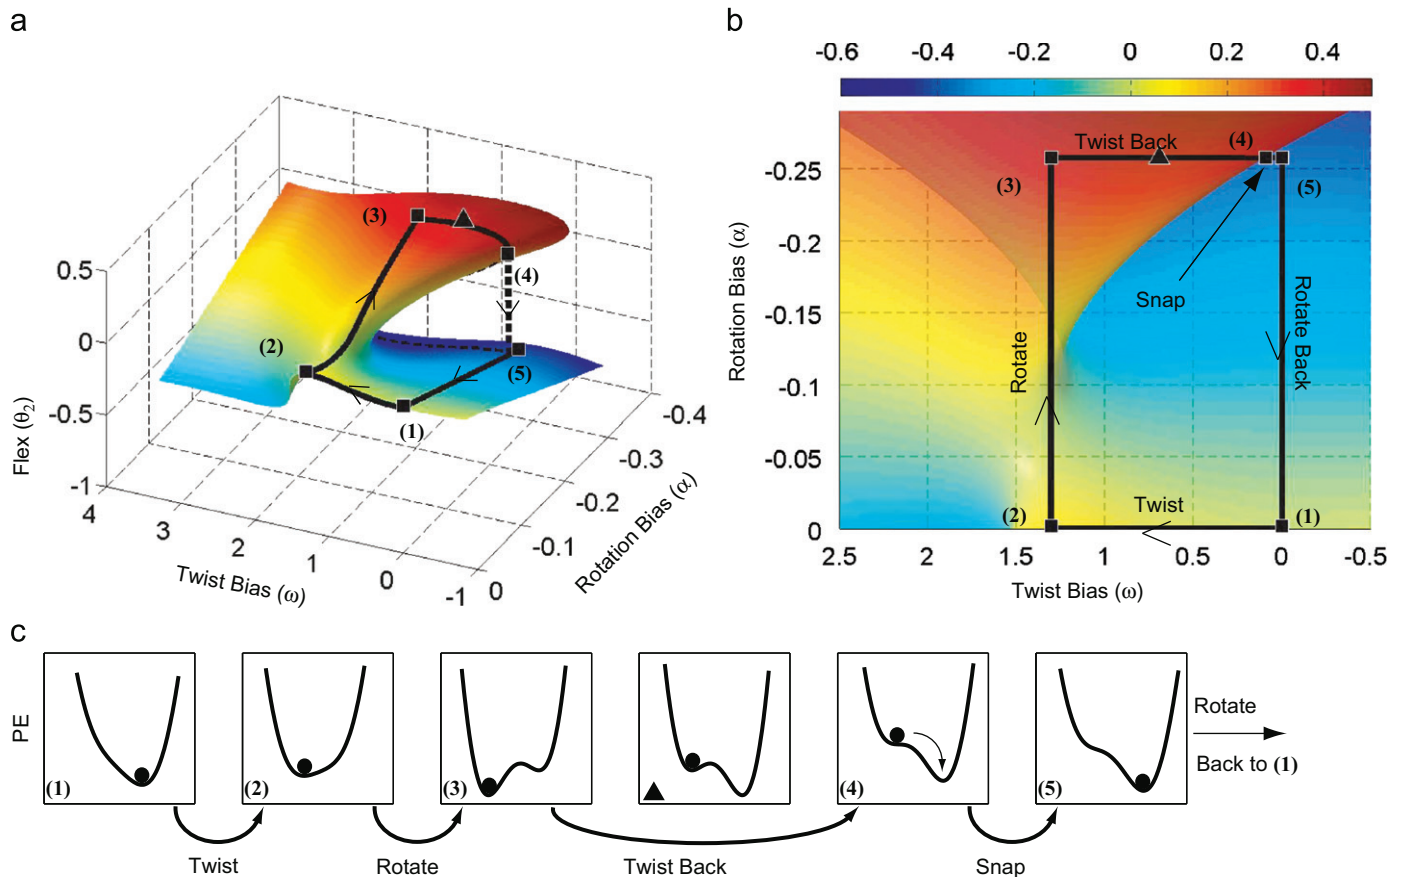 a
0.5
0
-0.5
-1
Flex (θ2)
4
3
2
1
0
-1
Twist Bias (ω)
0
-0.1
-0.2
-0.3
-0.4
Rotation Bias (α)
(1)
(2)
(3)
(4)
(5)
b
-0.6 -0.4 -0.2 0 0.2 0.4
-0.25
-0.2
-0.15
-0.1
-0.05
0
Rotation Bias (α)
2.5 2 1.5 1 0.5 0 -0.5
Twist Bias (ω)
Twist Back
(4)
(3)
(5)
Snap
Rotate
Rotate Back
Twist
(2)
(1)
c
PE
(1)
(2)
(3)
(4)
(5)
Rotate
Back to (1)
Twist
Rotate
Twist Back
Snap